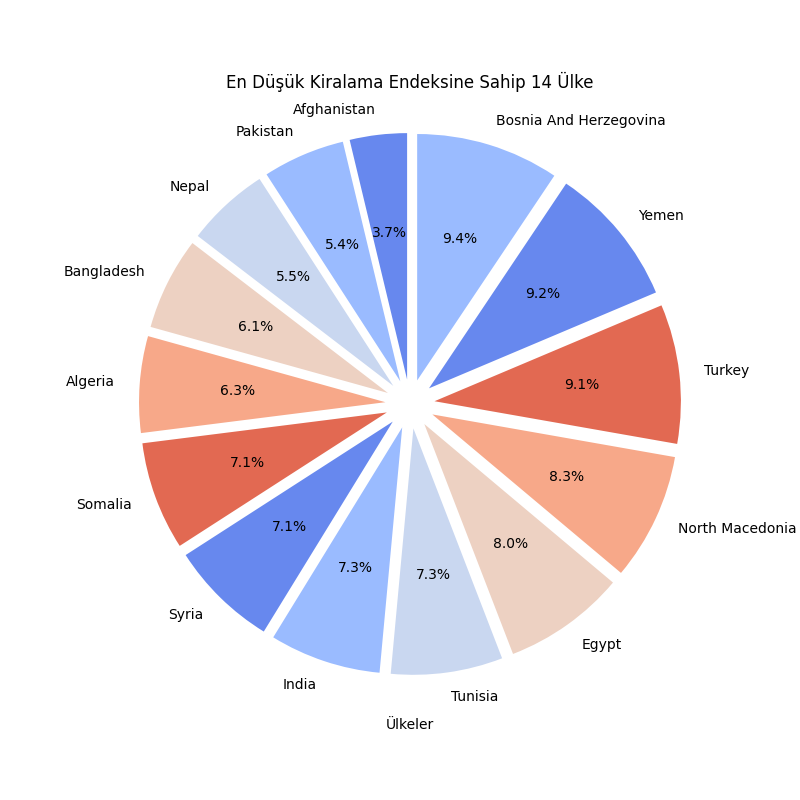 En Düşük Kiralama Endeksine Sahip 14 Ülke
Afghanistan
3.7%
Pakistan
5.4%
Nepal
5.5%
Bangladesh
6.1%
Algeria
6.3%
Somalia
7.1%
Syria
7.1%
India
7.3%
Tunisia
7.3%
Egypt
8.0%
North Macedonia
8.3%
Turkey
9.1%
Yemen
9.2%
Bosnia And Herzegovina
9.4%
Ülkeler